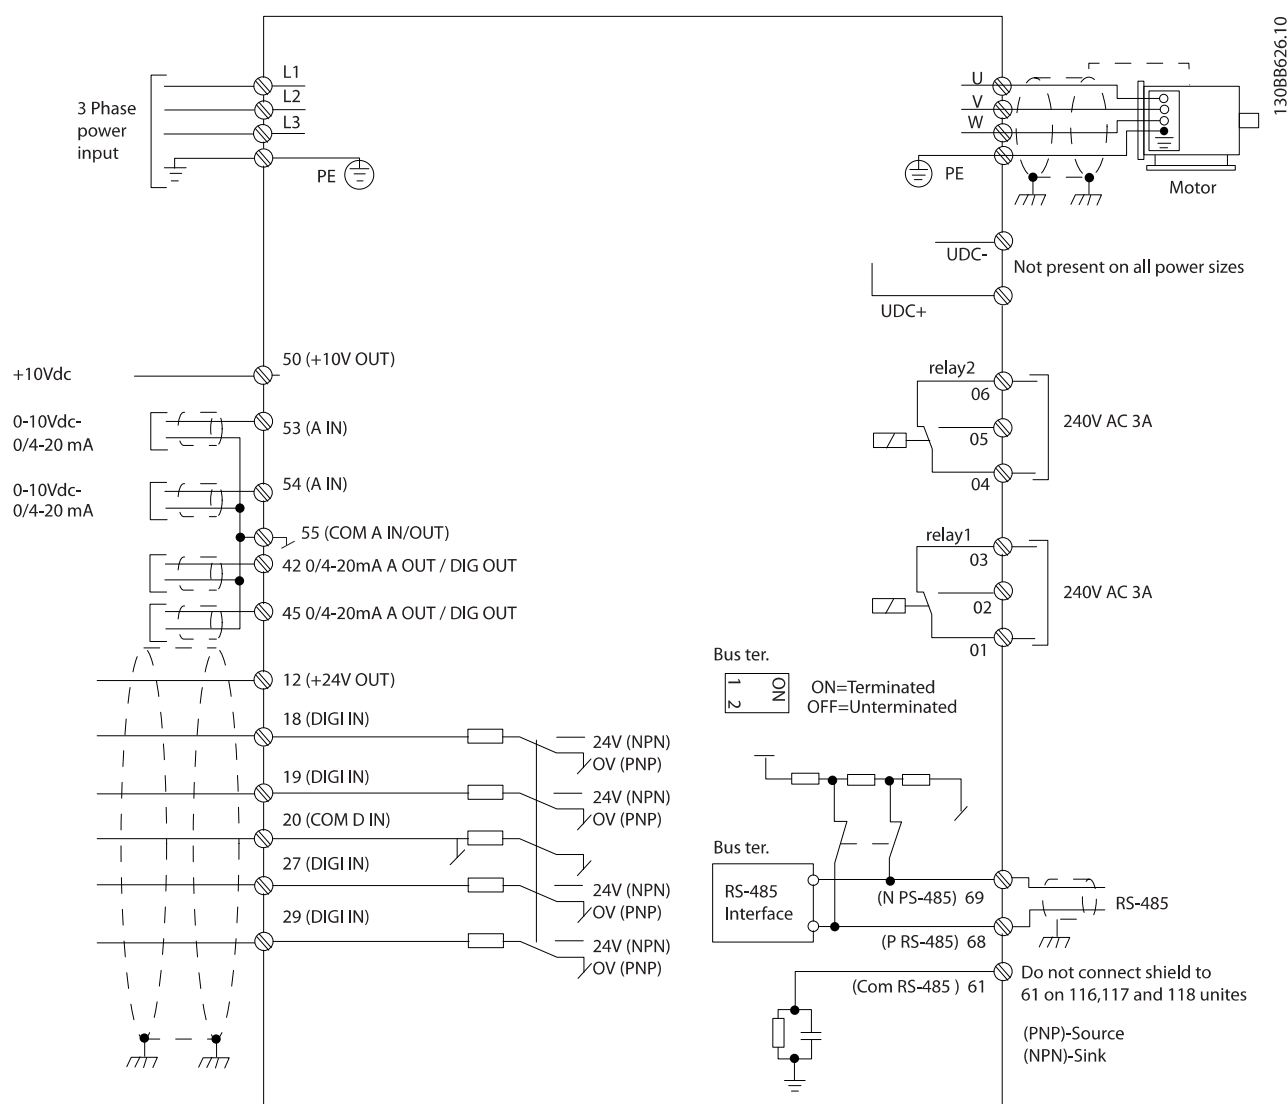 130BB626.10
3 Phase
power
input
L1
L2
L3
PE
U
V
W
PE
Motor
UDC-
Not present on all power sizes
UDC+
+10Vdc
50 (+10V OUT)
0-10Vdc-
0/4-20 mA
53 (A IN)
0-10Vdc-
0/4-20 mA
54 (A IN)
55 (COM A IN/OUT)
42 0/4-20mA A OUT / DIG OUT
45 0/4-20mA A OUT / DIG OUT
12 (+24V OUT)
18 (DIGI IN)
24V (NPN)
OV (PNP)
19 (DIGI IN)
24V (NPN)
OV (PNP)
20 (COM D IN)
27 (DIGI IN)
24V (NPN)
OV (PNP)
29 (DIGI IN)
24V (NPN)
OV (PNP)
relay2
06
05
04
240V AC 3A
relay1
03
02
01
240V AC 3A
Bus ter.
1
2
ON
ON=Terminated
OFF=Unterminated
Bus ter.
RS-485
Interface
(N PS-485) 69
RS-485
(P RS-485) 68
(Com RS-485 ) 61
Do not connect shield to
61 on 116,117 and 118 unites
(PNP)-Source
(NPN)-Sink